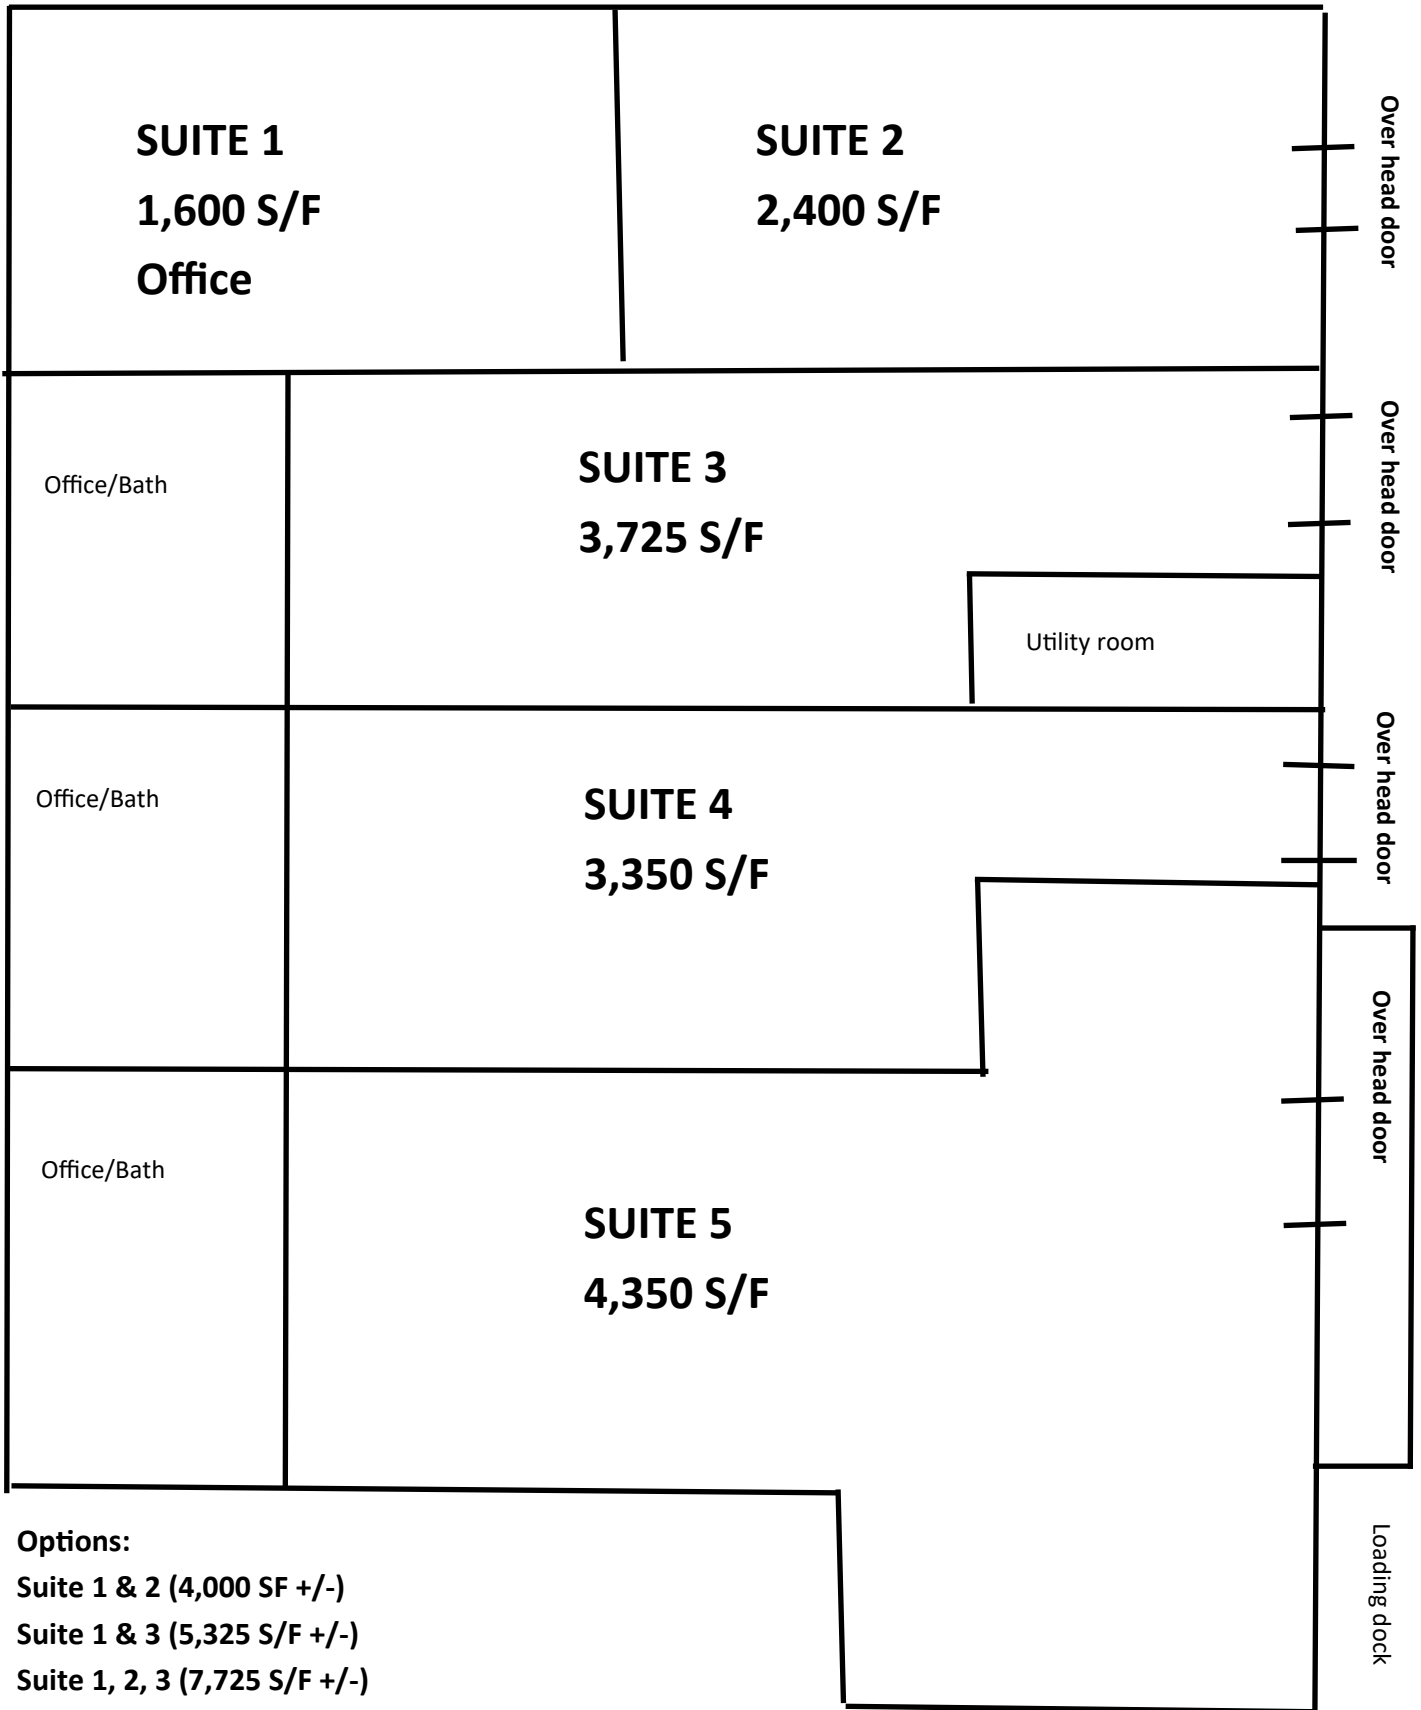 SUITE 1
1,600 S/F
Office
SUITE 2
2,400 S/F
Over head door
Office/Bath
SUITE 3
3,725 S/F
Over head door
Utility room
Office/Bath
SUITE 4
3,350 S/F
Over head door
Office/Bath
SUITE 5
4,350 S/F
Over head door
Loading dock
Options:
Suite 1 & 2 (4,000 SF +/-)
Suite 1 & 3 (5,325 S/F +/-)
Suite 1, 2, 3 (7,725 S/F +/-)